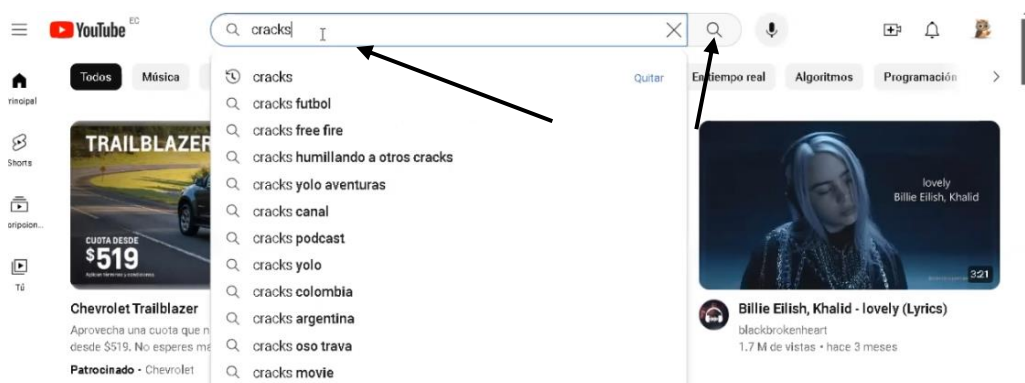 YouTube EC
cracks
Todos
Música
cracks
Quitar
En tiempo real
Algoritmos
Programación
cracks futbol
cracks free fire
cracks humillando a otros cracks
cracks yolo aventuras
cracks canal
cracks podcast
cracks yolo
cracks colombia
cracks argentina
cracks oso trava
cracks movie
rincipal
Shorts
Tú
TRAILBLAZER
CUOTA DESDE
$519
Chevrolet Trailblazer
Aprovecha una cuota que n
desde $519. No esperes má
Patrocinado • Chevrolet
lovely
Billie Eilish, Khalid
3:21
Billie Eilish, Khalid - lovely (Lyrics)
blackbrokenheart
1.7 M de vistas • hace 3 meses